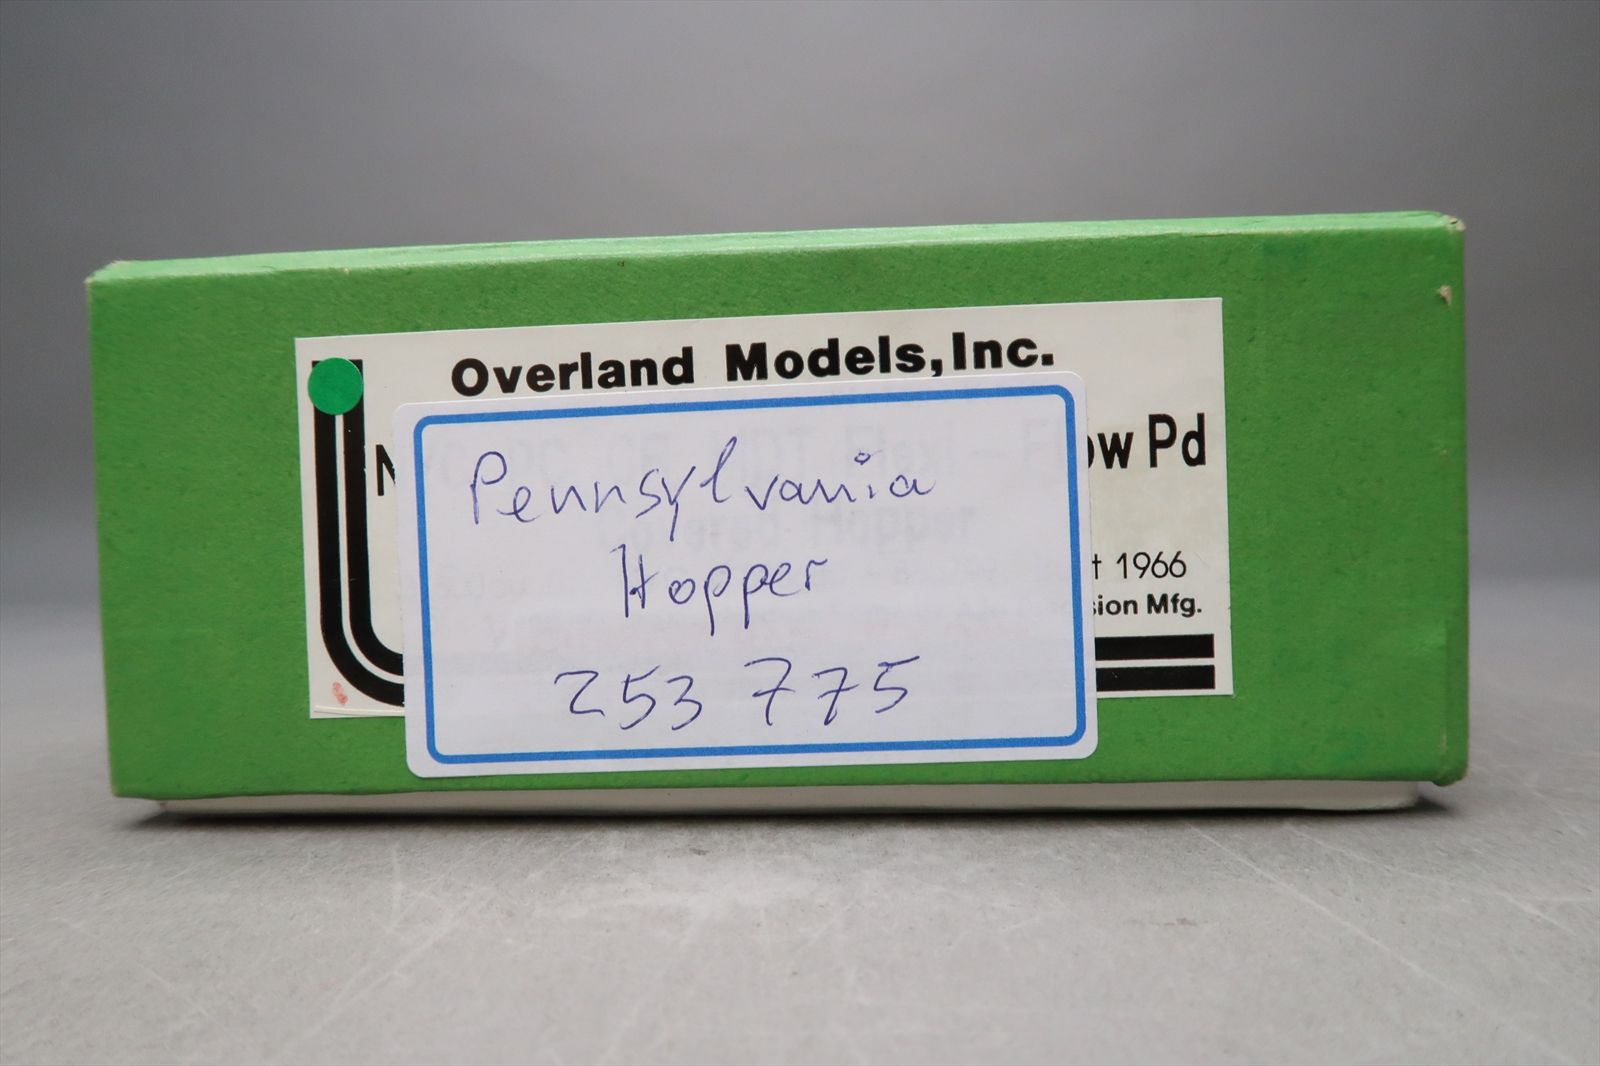 Overland Models, Inc.
ow Pd
Pennsylvania
Hopper
t 1966
sion Mfg.
253 775